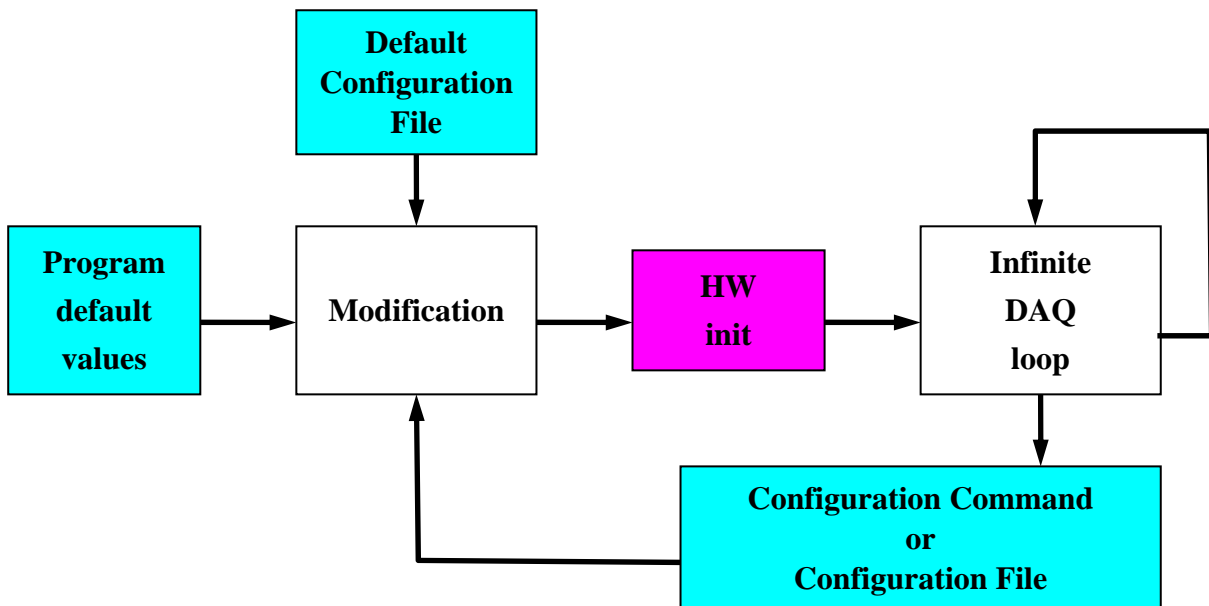 Default
Configuration
File
Program
default
values
Modification
HW
init
Infinite
DAQ
loop
Configuration Command
or
Configuration File